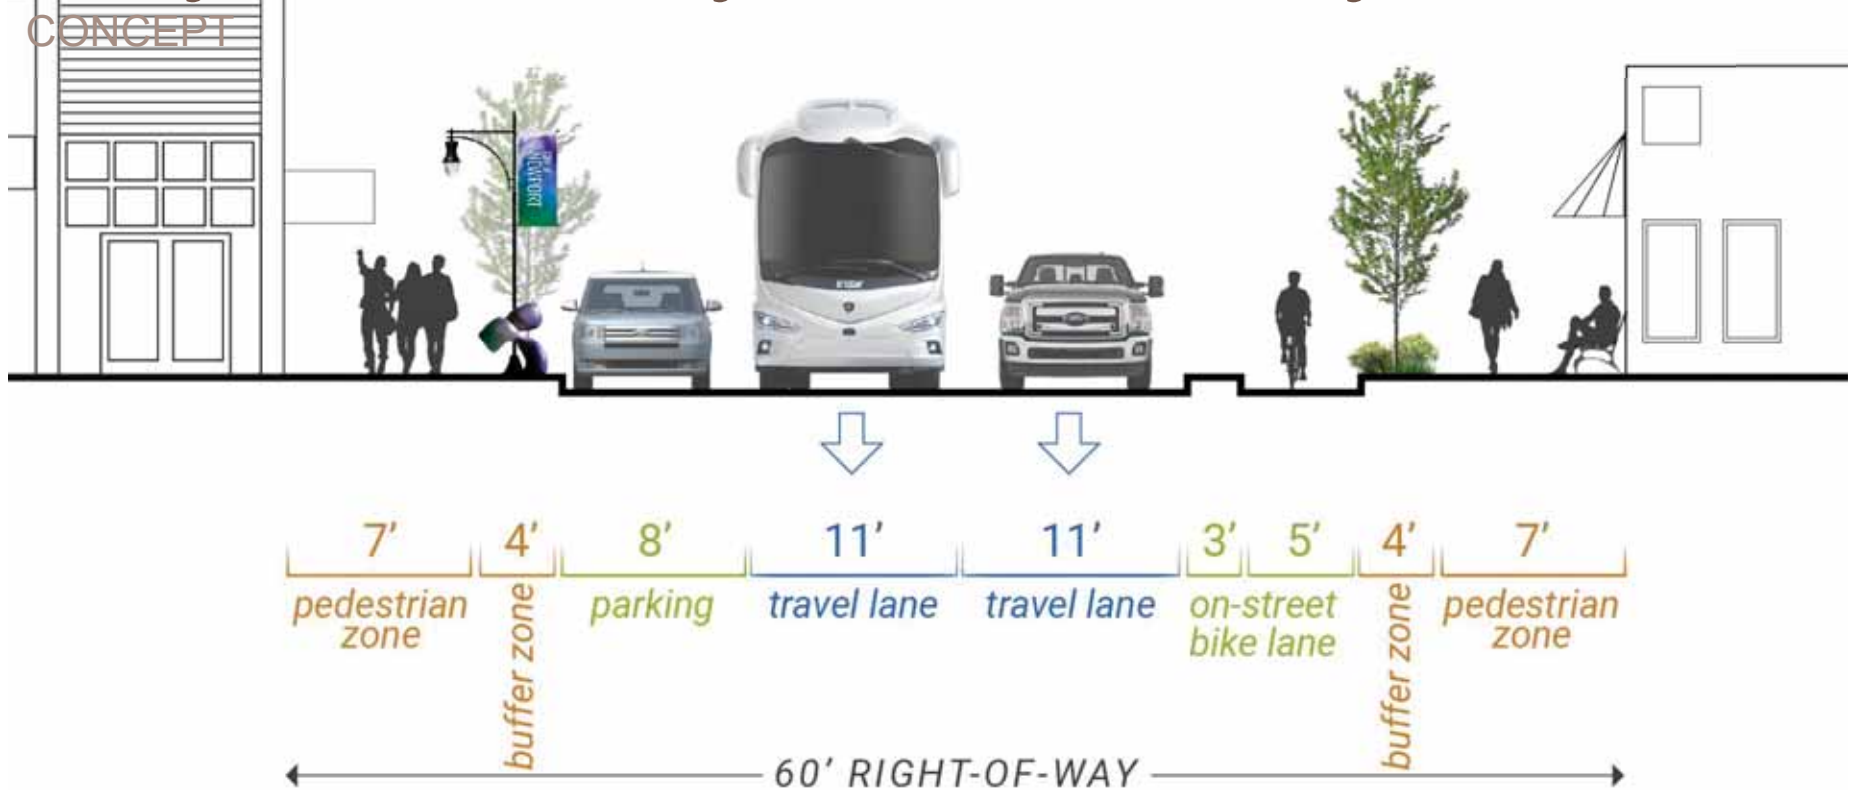 CONCEPT
NEWPORT
7’ 4’ 8’ 11’ 11’ 3’ 5’ 4’ 7’
pedestrian zone
buffer zone
parking
travel lane
travel lane
on-street bike lane
buffer zone
pedestrian zone
60’ RIGHT-OF-WAY